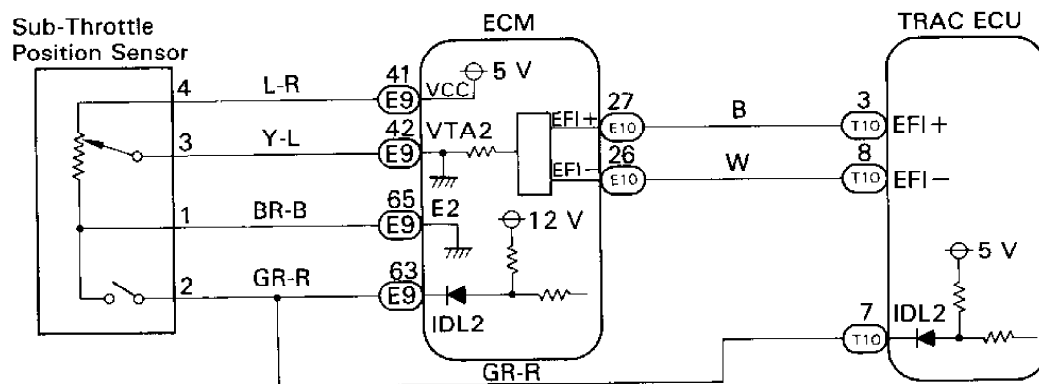 Sub-Throttle
Position Sensor
ECM
TRAC ECU
4
L-R
41
E9
VCC
5 V
3
Y-L
42
E9
VTA2
EFI+
27
E10
B
3
T10
EFI+
EFI-
26
E10
W
8
T10
EFI-
1
BR-B
65
E9
E2
12 V
2
GR-R
63
E9
IDL2
5 V
7
T10
IDL2
GR-R